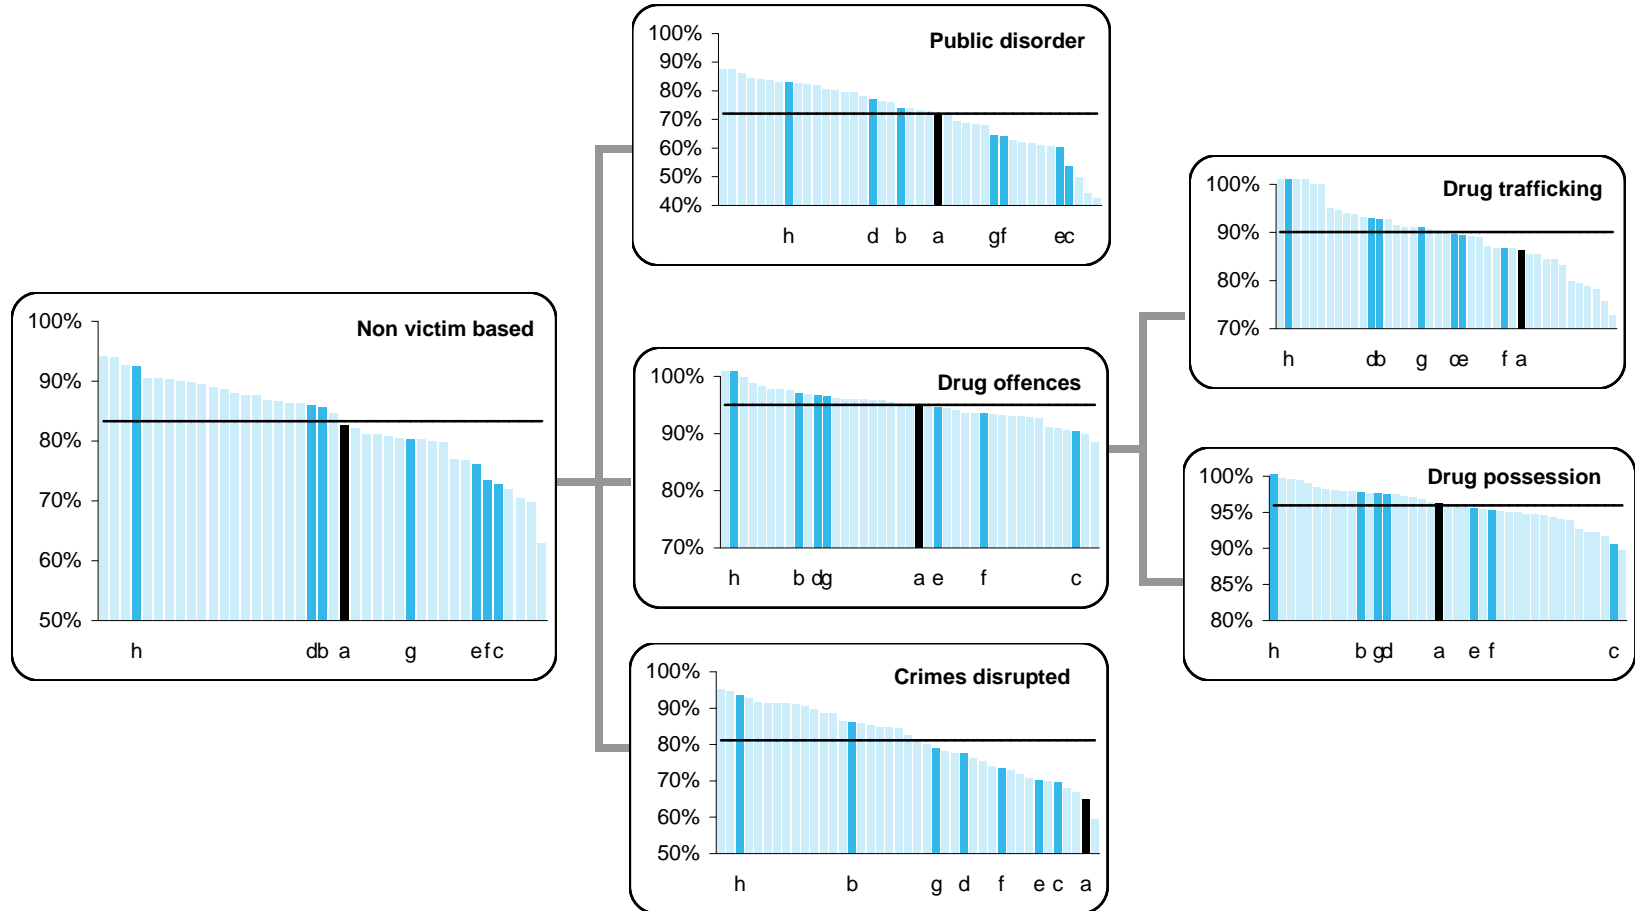 Public disorder
100%
90%
80%
70%
60%
50%
40%
h d b a gf ec
Non victim based
100%
90%
80%
70%
60%
50%
h db a g efc
Drug offences
100%
90%
80%
70%
h b dg a e f c
Crimes disrupted
100%
90%
80%
70%
60%
50%
h b g d f e c a
Drug trafficking
100%
90%
80%
70%
h db g ce f a
Drug possession
100%
95%
90%
85%
80%
h b gd a e f c